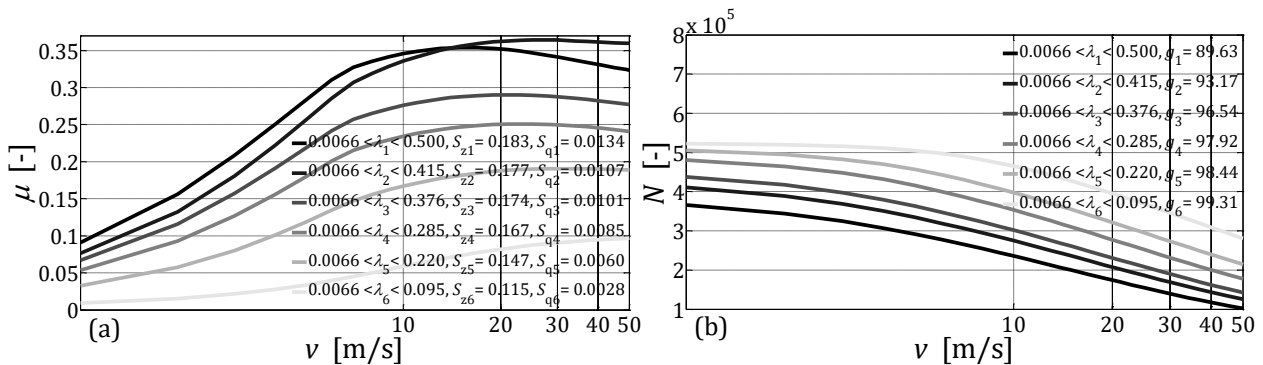 0.35
0.3
0.25
0.2
0.15
0.1
0.05
0
μ [-]
0.0066 <λ1 < 0.500, Sz1= 0.183, Sq1= 0.0134
0.0066 <λ2 < 0.415, Sz2= 0.177, Sq2= 0.0107
0.0066 <λ3 < 0.376, Sz3= 0.174, Sq3= 0.0101
0.0066 <λ4 < 0.285, Sz4= 0.167, Sq4= 0.0085
0.0066 <λ5 < 0.220, Sz5= 0.147, Sq5= 0.0060
0.0066 <λ6 < 0.095, Sz6= 0.115, Sq6= 0.0028
(a)
10 20 30 40 50
v [m/s]
x 10^5
8
7
6
5
4
3
2
1
N [-]
0.0066 <λ1 < 0.500, g1= 89.63
0.0066 <λ2 < 0.415, g2= 93.17
0.0066 <λ3 < 0.376, g3= 96.54
0.0066 <λ4 < 0.285, g4= 97.92
0.0066 <λ5 < 0.220, g5= 98.44
0.0066 <λ6 < 0.095, g6= 99.31
(b)
10 20 30 40 50
v [m/s]